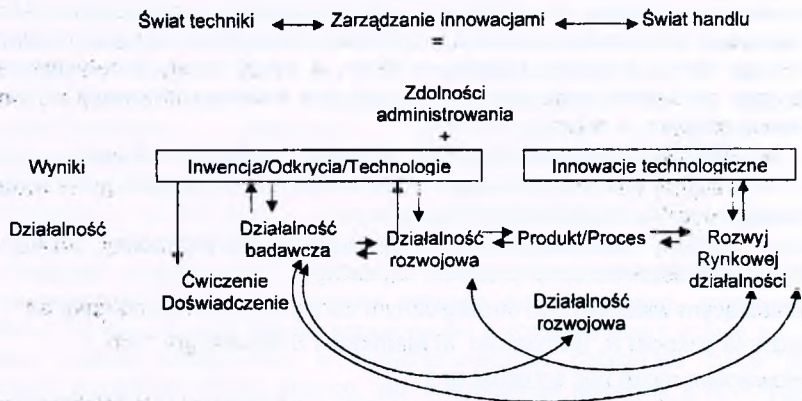 Świat techniki Zarządzanie innowacjami Świat handlu
=
Zdolności
administrowania
+
Wyniki Inwencja/Odkrycia/Technologie Innowacje technologiczne
Działalność
Działalność
badawcza
Działalność
rozwojowa
Produkt/Proces
Rozwyj
Rynkowej
działalności
Ćwiczenie
Doświadczenie
Działalność
rozwojowa